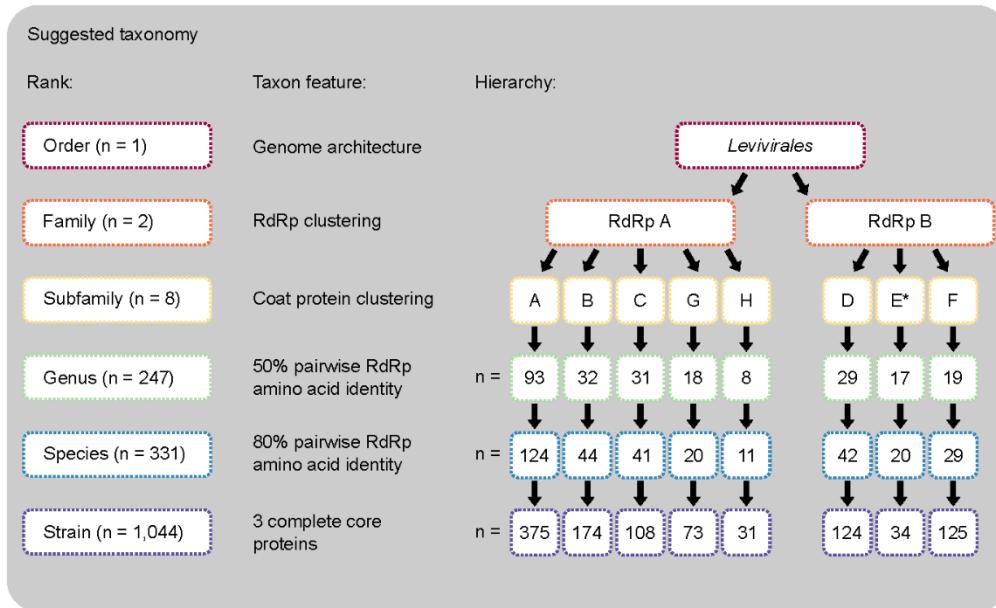 Suggested taxonomy
Rank: Taxon feature: Hierarchy:
Order (n = 1) Genome architecture Levivirales
Family (n = 2) RdRp clustering RdRp A RdRp B
Subfamily (n = 8) Coat protein clustering A B C G H D E* F
Genus (n = 247) 50% pairwise RdRp
amino acid identity n = 93 32 31 18 8 29 17 19
Species (n = 331) 80% pairwise RdRp
amino acid identity n = 124 44 41 20 11 42 20 29
Strain (n = 1,044) 3 complete core
proteins n = 375 174 108 73 31 124 34 125